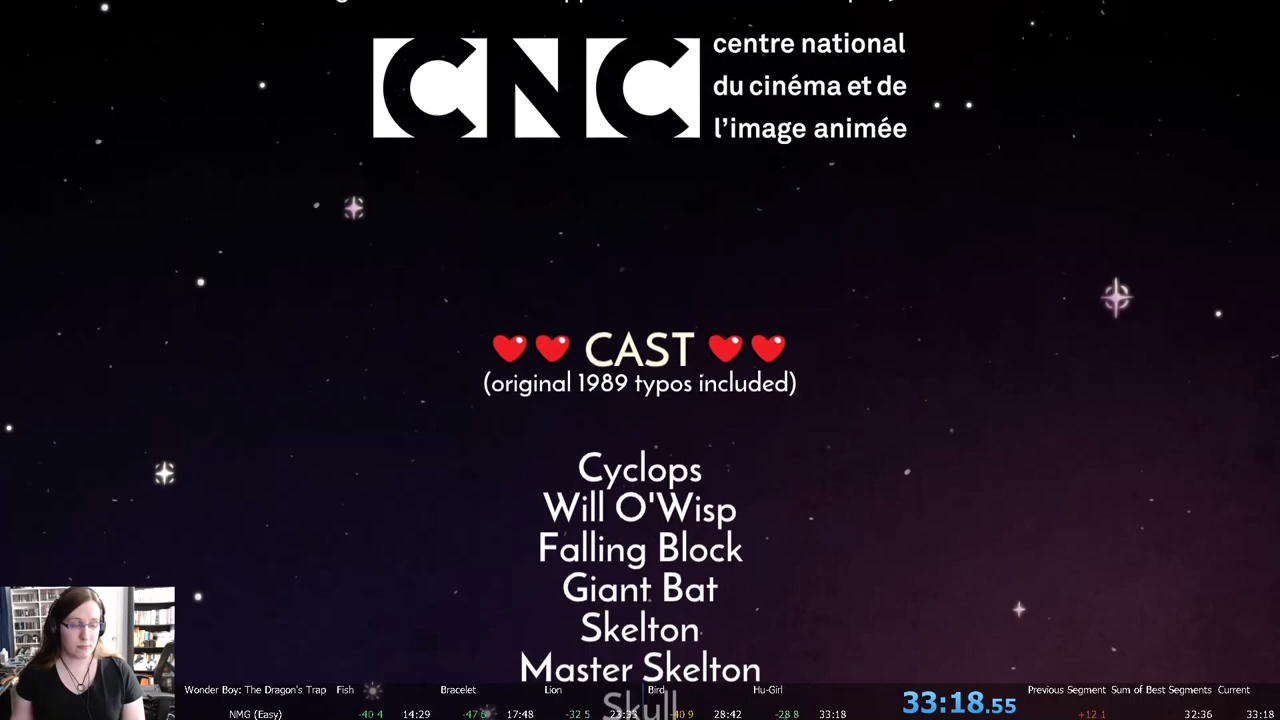 CNC
centre national
du cinéma et de
l'image animée
CAST
(original 1989 typos included)
Cyclops
Will O'Wisp
Falling Block
Giant Bat
Skelton
Master Skelton
Skull
Wonder Boy: The Dragon's Trap Fish Bracelet Lion Bird Hu-Girl 33:18.55 Previous Segment Sum of Best Segments Current
NMG (Easy) -40 4 14:29 17:48 -32 5 28:42 -28 8 33:18 +12 1 32:36 33:18